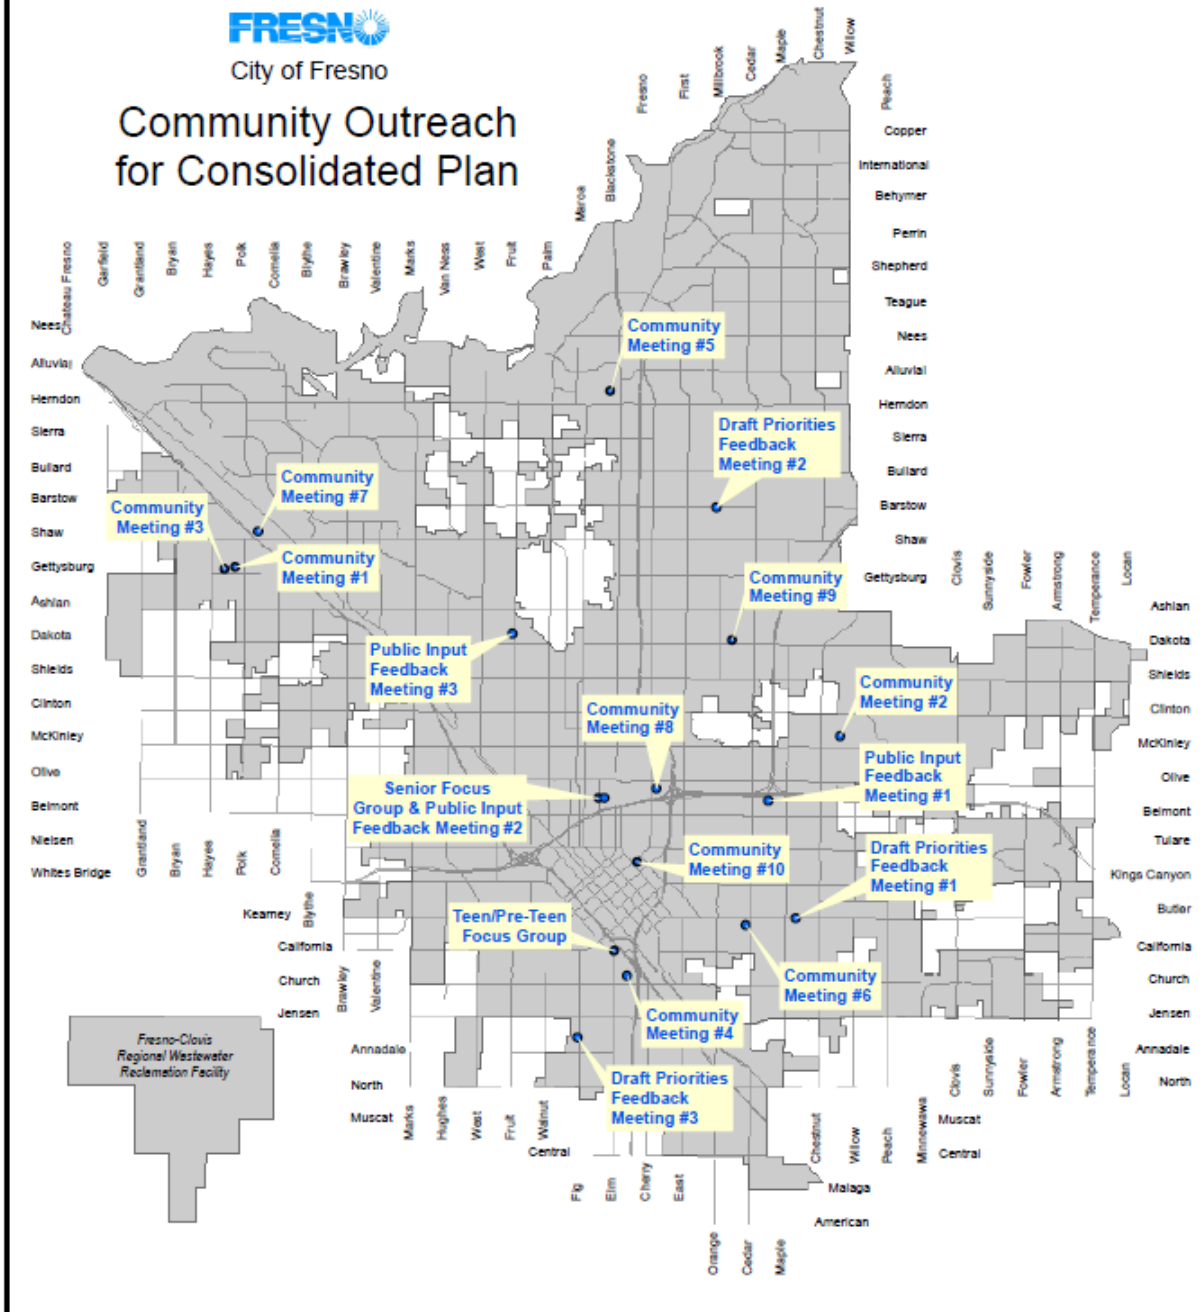 FRESNO
City of Fresno
Community Outreach
for Consolidated Plan
Chestnut
Willow
Maple
Cedar
Millbrook
First
Fresno
Peach
Blackstone
Maroa
Palm
Fruit
West
Van Ness
Marks
Valentine
Brawley
Blythe
Cornelia
Polk
Hayes
Bryan
Grantland
Garfield
Chateau Fresno
Copper
International
Behymer
Perrin
Shepherd
Teague
Nees
Alluvial
Herndon
Sierra
Bullard
Barstow
Shaw
Gettysburg
Nees
Alluvial
Herndon
Sierra
Bullard
Barstow
Shaw
Gettysburg
Ashlan
Dakota
Shields
Clinton
McKinley
Olive
Belmont
Nielsen
Whites Bridge
Community
Meeting #5
Draft Priorities
Feedback
Meeting #2
Community
Meeting #7
Community
Meeting #3
Community
Meeting #1
Community
Meeting #9
Public Input
Feedback
Meeting #3
Community
Meeting #2
Community
Meeting #8
Public Input
Feedback
Meeting #1
Senior Focus
Group & Public Input
Feedback Meeting #2
Community
Meeting #10
Draft Priorities
Feedback
Meeting #1
Teen/Pre-Teen
Focus Group
Community
Meeting #6
Community
Meeting #4
Draft Priorities
Feedback
Meeting #3
Clovis
Sunnyside
Fowler
Armstrong
Temperance
Locan
Ashlan
Dakota
Shields
Clinton
McKinley
Olive
Belmont
Tulare
Kings Canyon
Butler
California
Church
Jensen
Annadale
North
Grantland
Bryan
Hayes
Polk
Cornelia
Blythe
Kearney
California
Church
Jensen
Brawley
Valentine
Annadale
North
Muscat
Fresno-Clovis
Regional Wastewater
Reclamation Facility
Marks
Hughes
West
Fruit
Walnut
Central
Fig
Elm
Cherry
East
Orange
Cedar
Maple
Chestnut
Willow
Peach
Minnewawa
Muscat
Central
Malaga
American
Clovis
Sunnyside
Fowler
Armstrong
Temperance
Locan